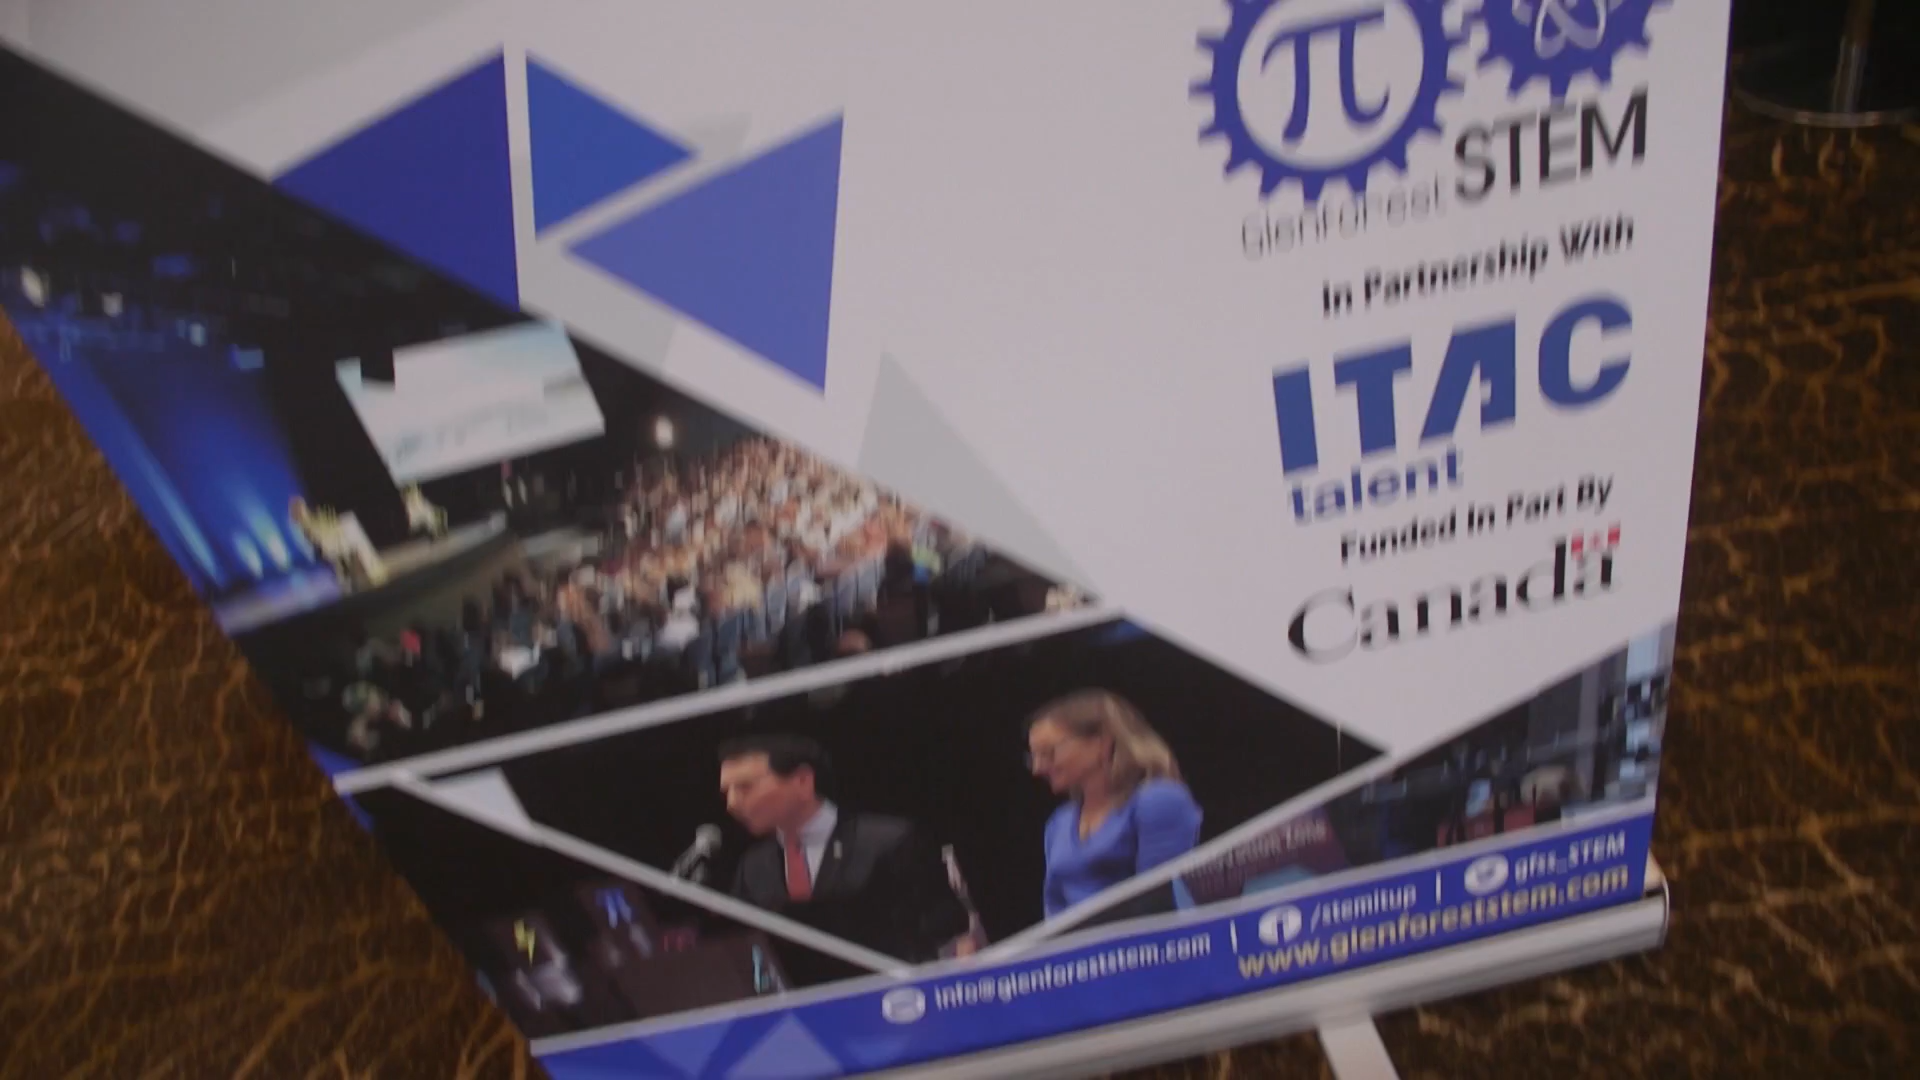 π
Glenforest STEM
In Partnership With
ITAC
talent
Funded In Part By
Canada
info@glenforeststem.com | /stemitup | gfss_STEM
www.glenforeststem.com